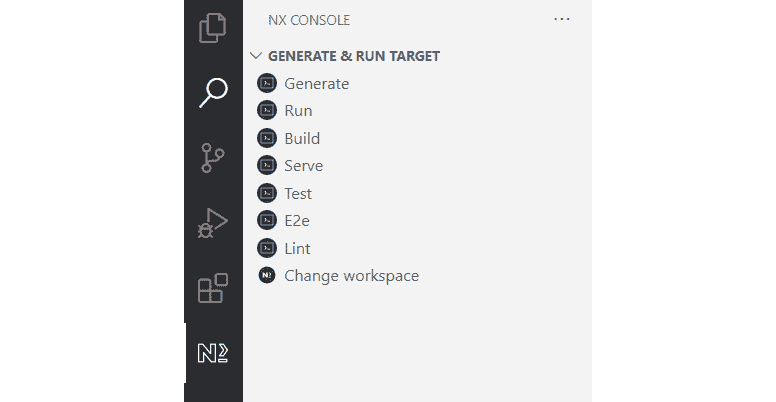 NX CONSOLE
GENERATE & RUN TARGET
Generate
Run
Build
Serve
Test
E2e
Lint
Change workspace